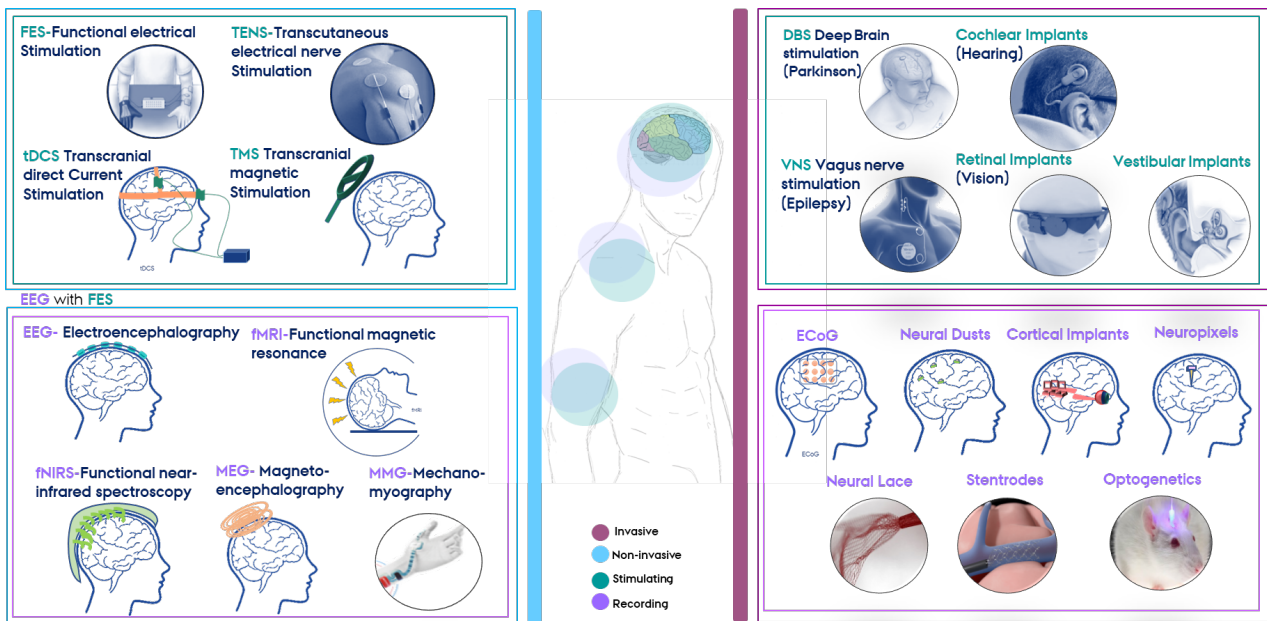 FES-Functional electrical
Stimulation
TENS-Transcutaneous
electrical nerve
Stimulation
tDCS Transcranial
direct Current
Stimulation
tDCS
TMS Transcranial
magnetic
Stimulation
EEG with FES
EEG- Electroencephalography
fMRI-Functional magnetic
resonance
fMRI
fNIRS-Functional near-
infrared spectroscopy
MEG- Magneto-
encephalography
MMG-Mechano-
myography
Invasive
Non-invasive
Stimulating
Recording
DBS Deep Brain
stimulation
(Parkinson)
Cochlear Implants
(Hearing)
VNS Vagus nerve
stimulation
(Epilepsy)
Retinal Implants
(Vision)
Vestibular Implants
ECoG
ECoG
Neural Dusts
Cortical Implants
Neuropixels
Neural Lace
Stentrodes
Optogenetics